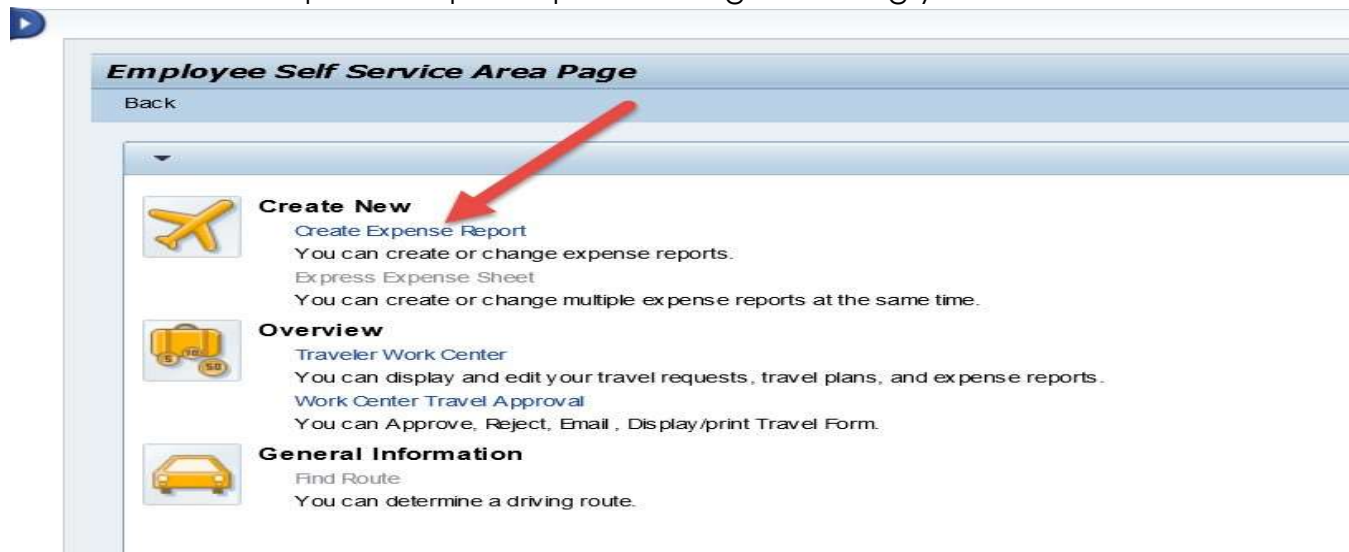 Employee Self Service Area Page
Back
Create New
Create Expense Report
You can create or change expense reports.
Express Expense Sheet
You can create or change multiple expense reports at the same time.
Overview
5 10 50
Traveler Work Center
You can display and edit your travel requests, travel plans, and expense reports.
Work Center Travel Approval
You can Approve, Reject, Email , Display/print Travel Form.
General Information
Find Route
You can determine a driving route.